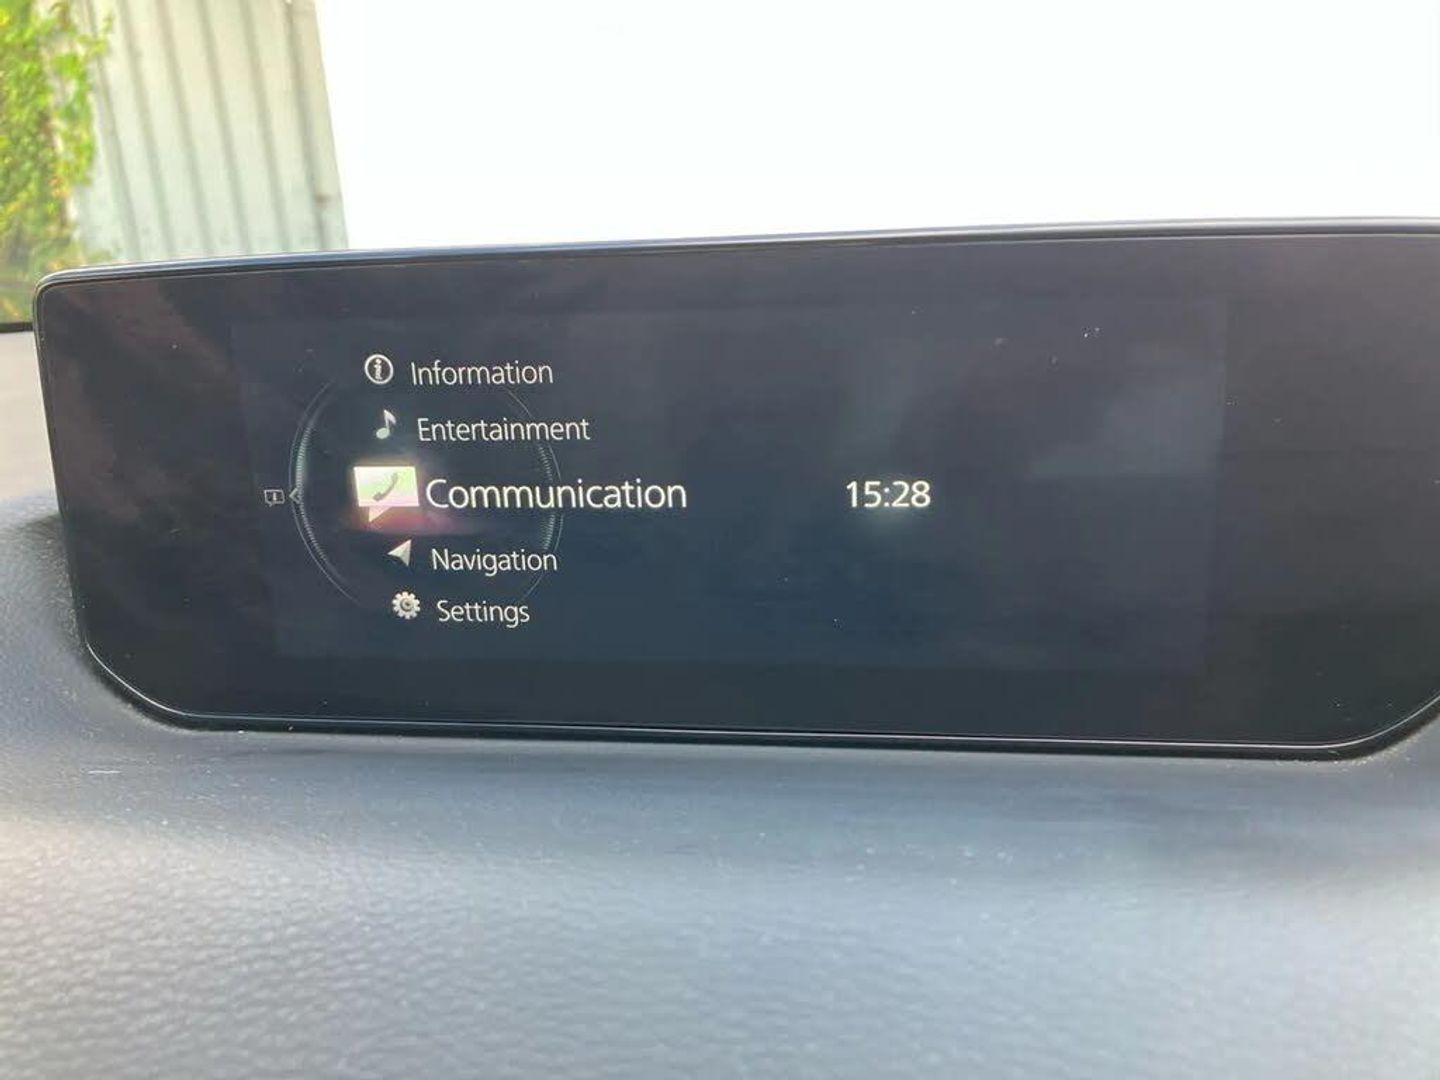 Information
Entertainment
Communication
15:28
Navigation
Settings